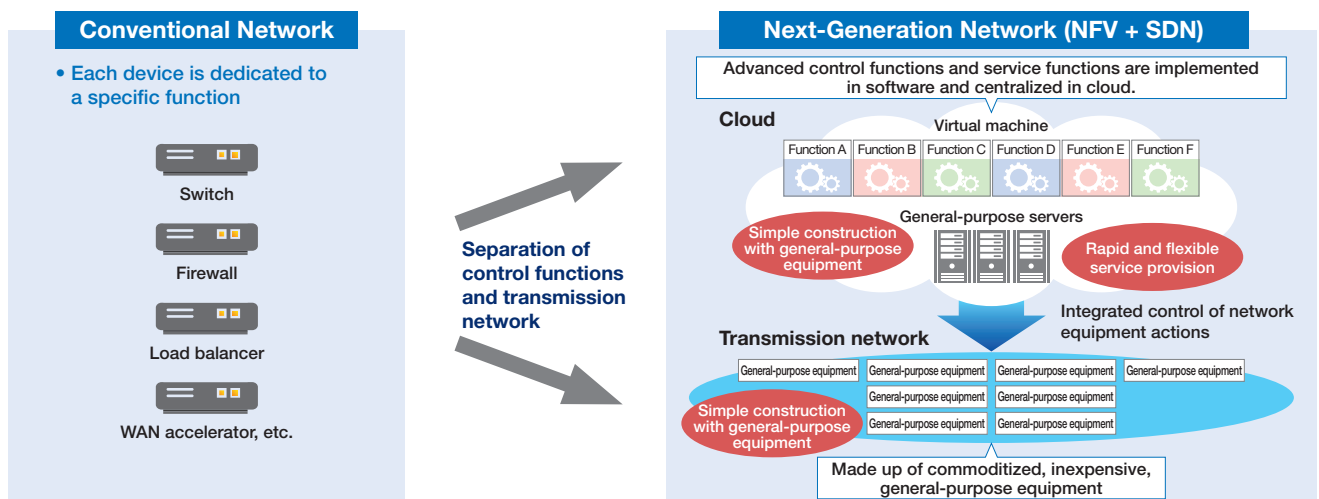 Conventional Network
• Each device is dedicated to
a specific function
Switch
Firewall
Load balancer
WAN accelerator, etc.
Separation of
control functions
and transmission
network
Next-Generation Network (NFV + SDN)
Advanced control functions and service functions are implemented
in software and centralized in cloud.
Cloud
Virtual machine
Function A
Function B
Function C
Function D
Function E
Function F
General-purpose servers
Simple construction
with general-purpose
equipment
Rapid and flexible
service provision
Integrated control of network
equipment actions
Transmission network
General-purpose equipment
General-purpose equipment
General-purpose equipment
General-purpose equipment
General-purpose equipment
General-purpose equipment
General-purpose equipment
General-purpose equipment
Simple construction
with general-purpose
equipment
Made up of commoditized, inexpensive,
general-purpose equipment